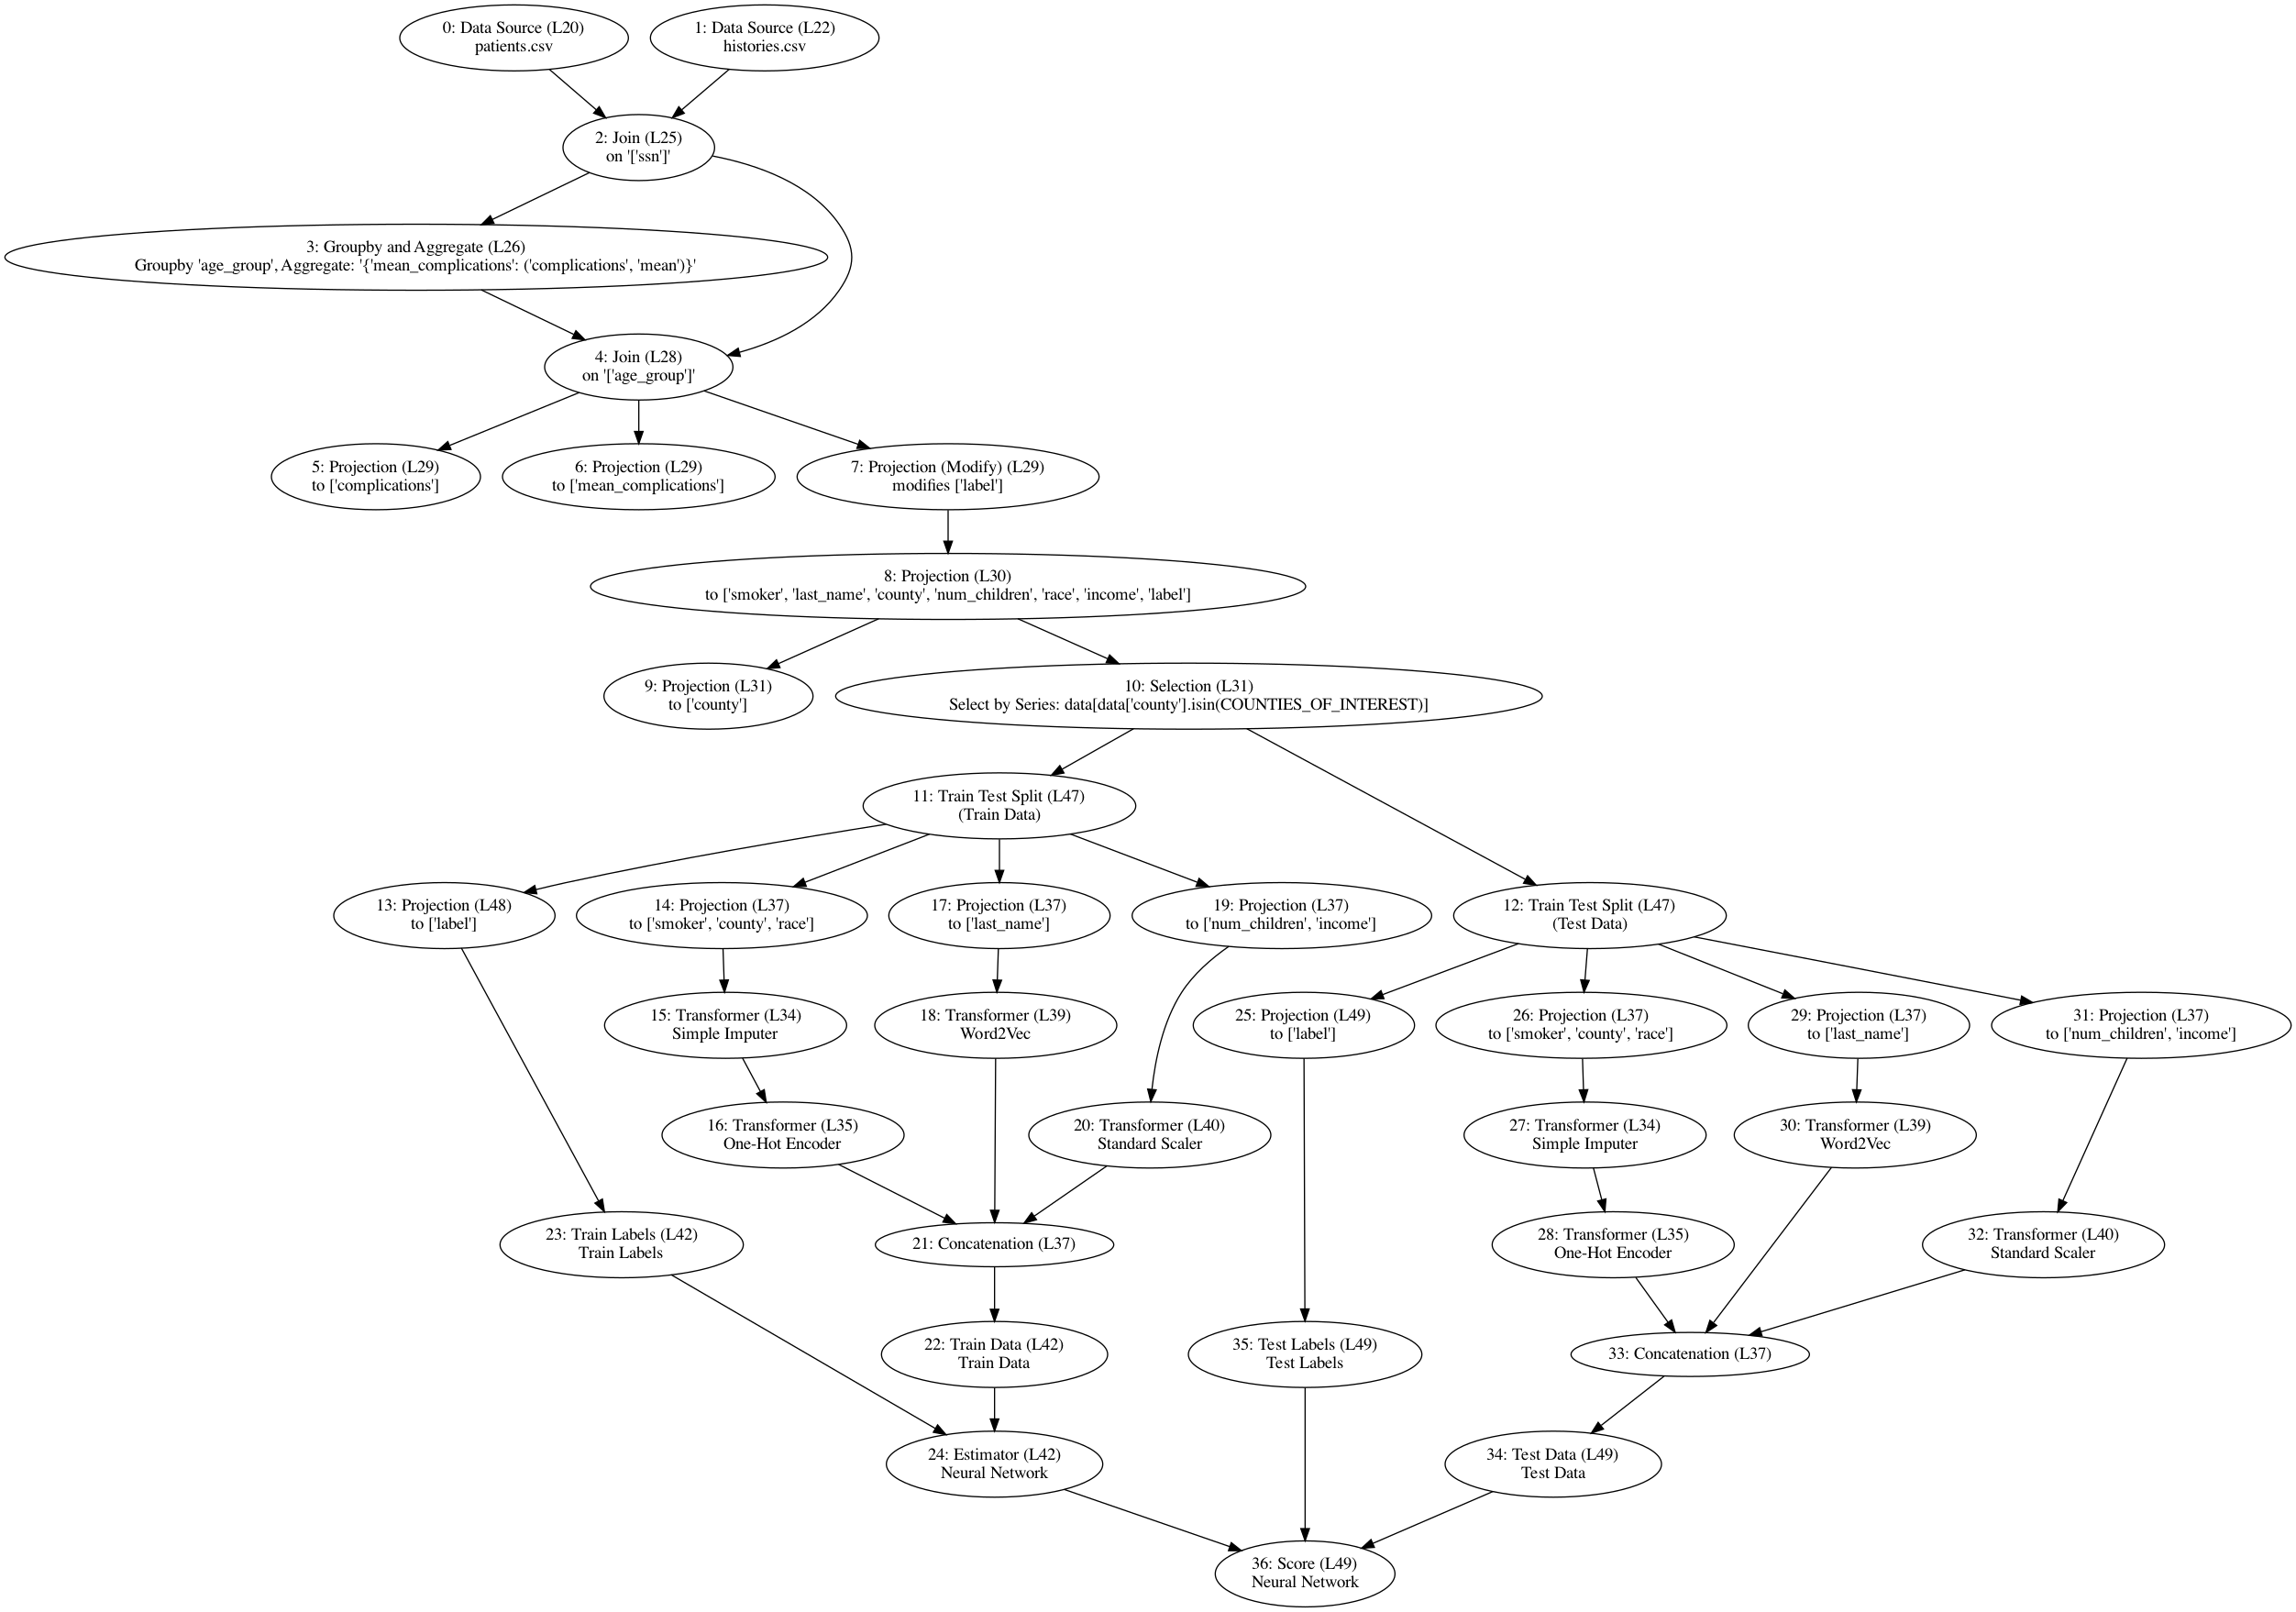 0: Data Source (L20)
patients.csv
1: Data Source (L22)
histories.csv
2: Join (L25)
on '['ssn']'
3: Groupby and Aggregate (L26)
Groupby 'age_group', Aggregate: '{'mean_complications': ('complications', 'mean')}'
4: Join (L28)
on '['age_group']'
5: Projection (L29)
to ['complications']
6: Projection (L29)
to ['mean_complications']
7: Projection (Modify) (L29)
modifies ['label']
8: Projection (L30)
to ['smoker', 'last_name', 'county', 'num_children', 'race', 'income', 'label']
9: Projection (L31)
to ['county']
10: Selection (L31)
Select by Series: data[data['county'].isin(COUNTIES_OF_INTEREST)]
11: Train Test Split (L47)
(Train Data)
13: Projection (L48)
to ['label']
14: Projection (L37)
to ['smoker', 'county', 'race']
17: Projection (L37)
to ['last_name']
19: Projection (L37)
to ['num_children', 'income']
12: Train Test Split (L47)
(Test Data)
15: Transformer (L34)
Simple Imputer
18: Transformer (L39)
Word2Vec
25: Projection (L49)
to ['label']
26: Projection (L37)
to ['smoker', 'county', 'race']
29: Projection (L37)
to ['last_name']
31: Projection (L37)
to ['num_children', 'income']
16: Transformer (L35)
One-Hot Encoder
20: Transformer (L40)
Standard Scaler
27: Transformer (L34)
Simple Imputer
30: Transformer (L39)
Word2Vec
23: Train Labels (L42)
Train Labels
21: Concatenation (L37)
28: Transformer (L35)
One-Hot Encoder
32: Transformer (L40)
Standard Scaler
22: Train Data (L42)
Train Data
35: Test Labels (L49)
Test Labels
33: Concatenation (L37)
24: Estimator (L42)
Neural Network
34: Test Data (L49)
Test Data
36: Score (L49)
Neural Network